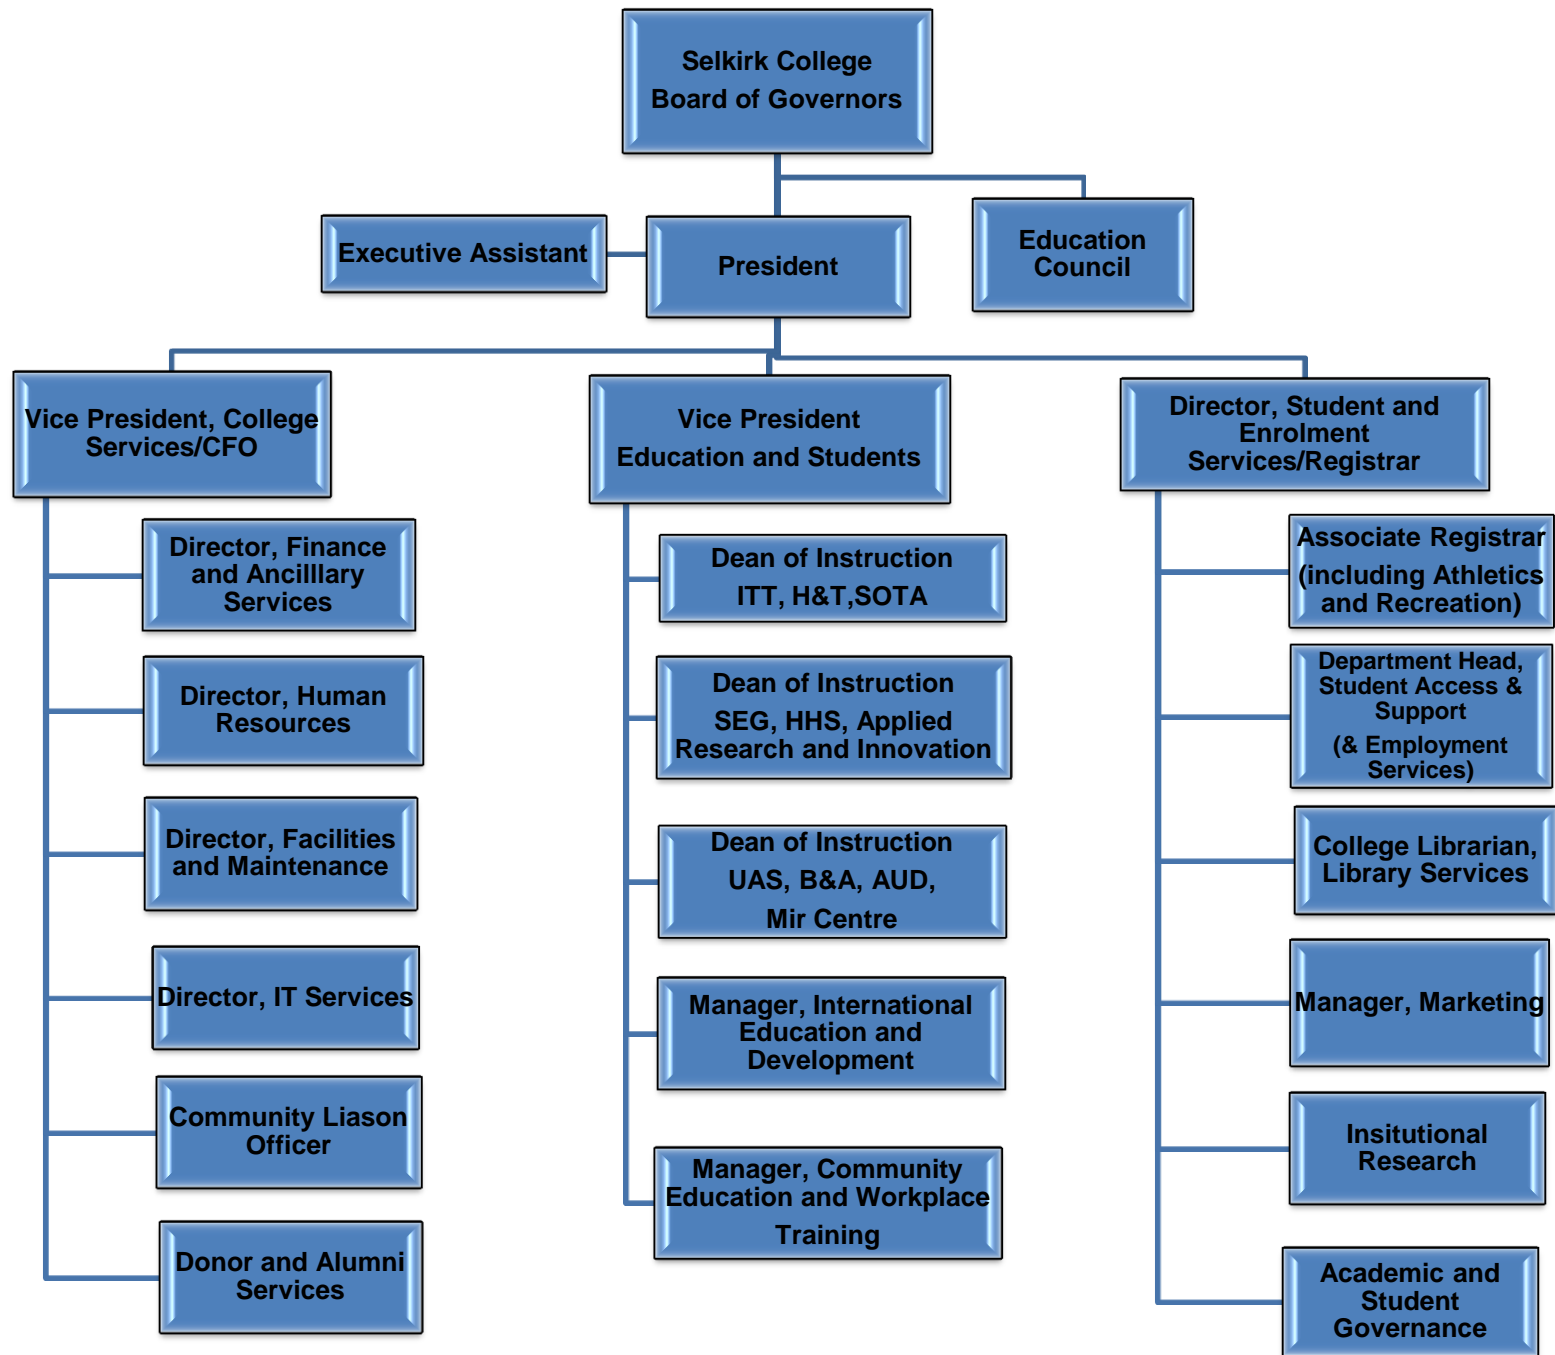 Selkirk College
Board of Governors
Executive Assistant
President
Education
Council
Vice President, College
Services/CFO
Director, Finance
and Ancilllary
Services
Director, Human
Resources
Director, Facilities
and Maintenance
Director, IT Services
Community Liason
Officer
Donor and Alumni
Services
Vice President
Education and Students
Dean of Instruction
ITT, H&T,SOTA
Dean of Instruction
SEG, HHS, Applied
Research and Innovation
Dean of Instruction
UAS, B&A, AUD,
Mir Centre
Manager, International
Education and
Development
Manager, Community
Education and Workplace
Training
Director, Student and
Enrolment
Services/Registrar
Associate Registrar
(including Athletics
and Recreation)
Department Head,
Student Access &
Support
(& Employment
Services)
College Librarian,
Library Services
Manager, Marketing
Insitutional
Research
Academic and
Student
Governance